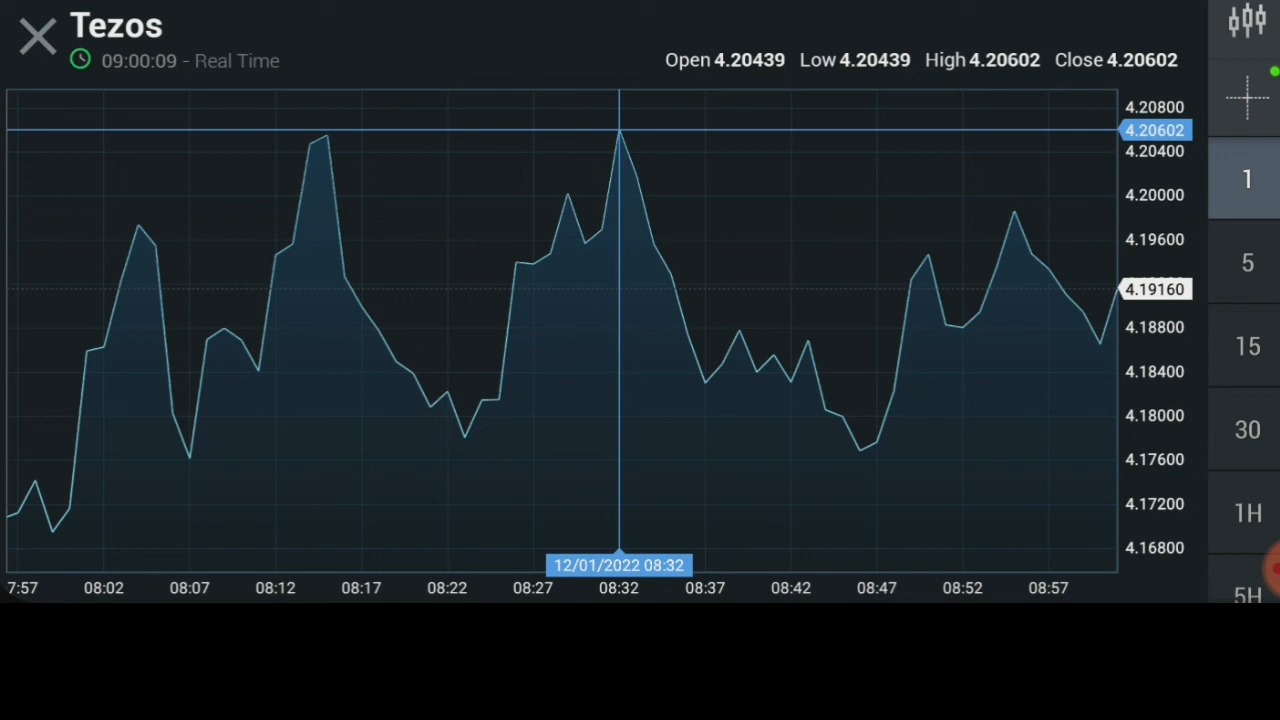 Tezos
09:00:09 - Real Time
Open 4.20439 Low 4.20439 High 4.20602 Close 4.20602
4.20800
4.20602
4.20400
4.20000
4.19600
4.19160
4.18800
4.18400
4.18000
4.17600
4.17200
4.16800
12/01/2022 08:32
7:57 08:02 08:07 08:12 08:17 08:22 08:27 08:32 08:37 08:42 08:47 08:52 08:57
1
5
15
30
1H
5H